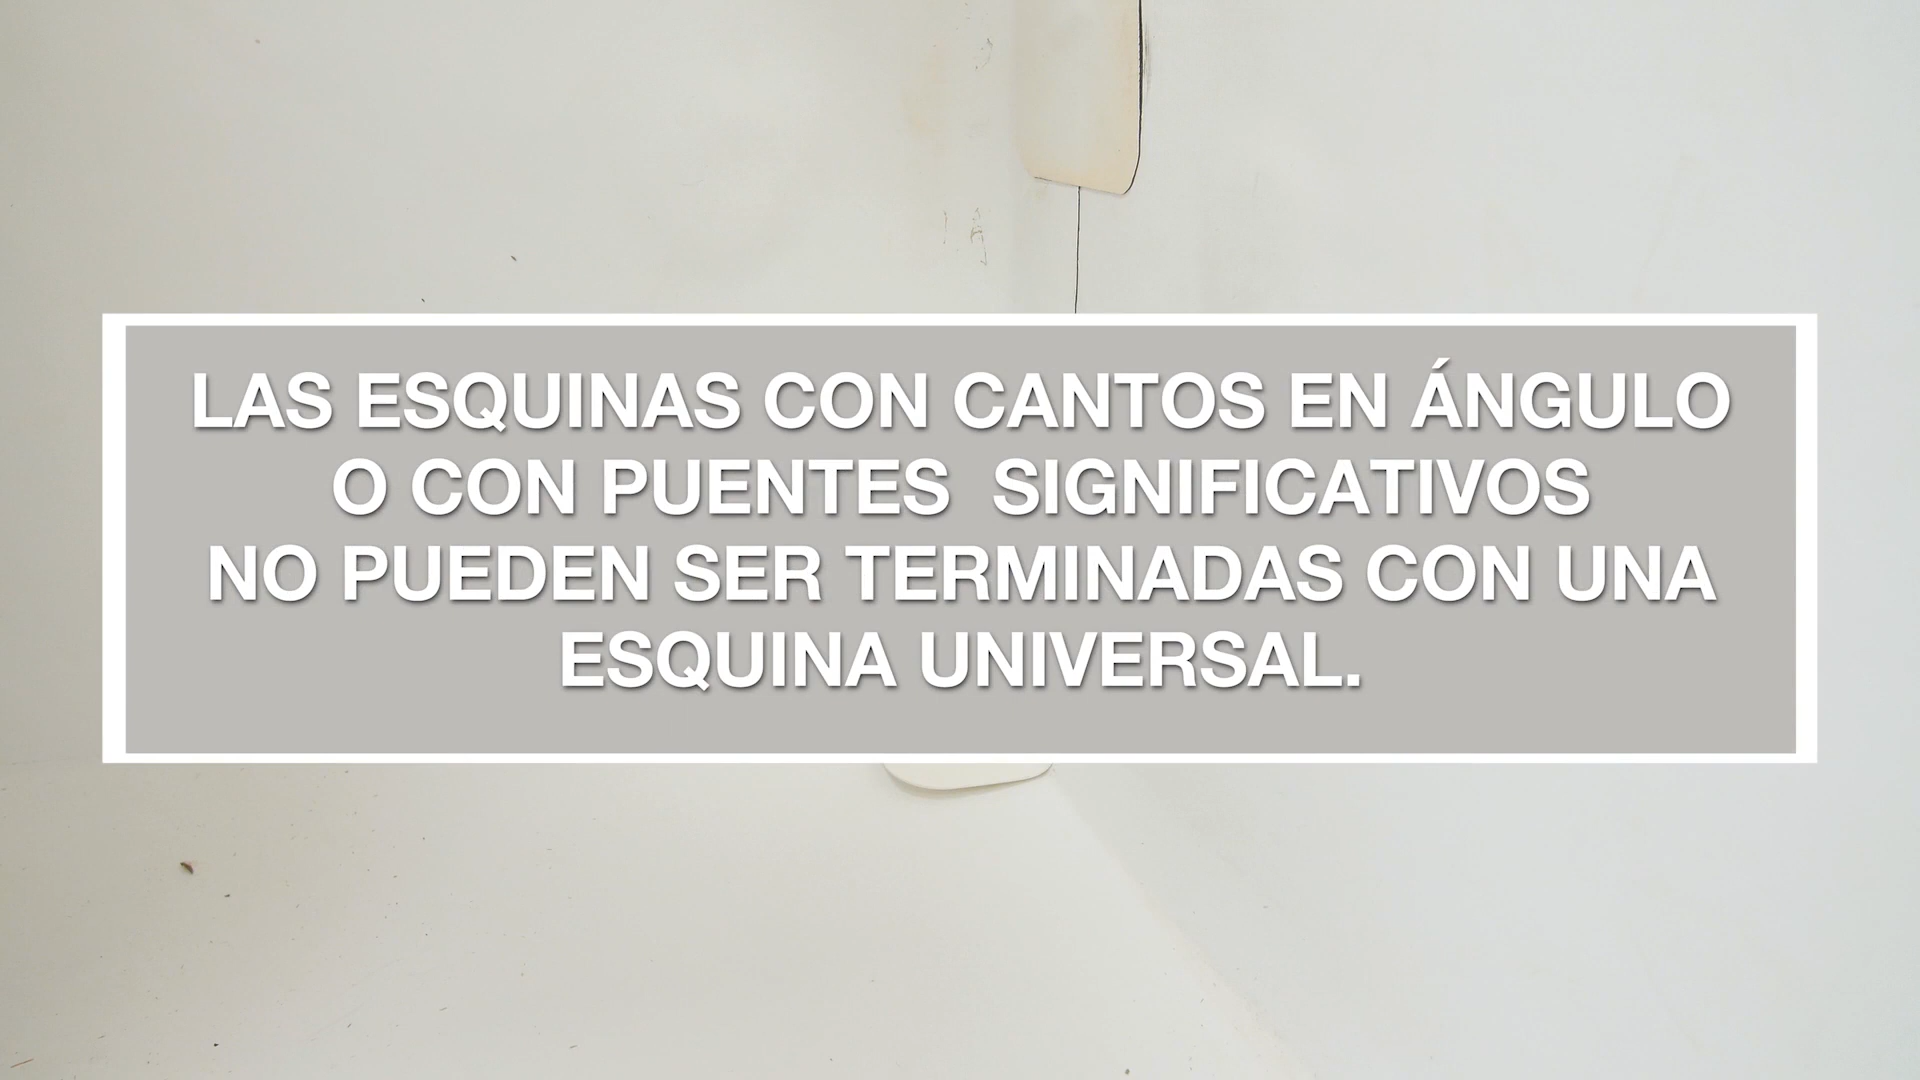 LAS ESQUINAS CON CANTOS EN ÁNGULO
O CON PUENTES  SIGNIFICATIVOS
NO PUEDEN SER TERMINADAS CON UNA
ESQUINA UNIVERSAL.